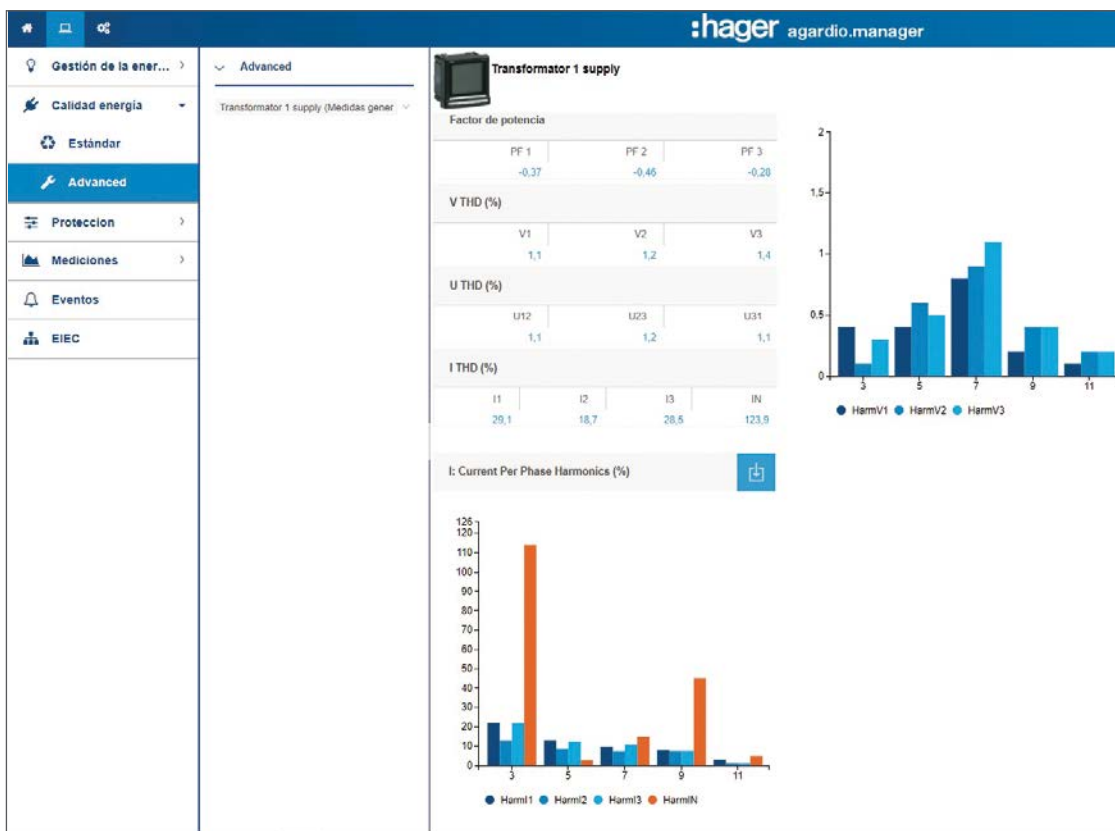 :hager agardio.manager
Gestión de la ener...
Calidad energía
Estándar
Advanced
Proteccion
Mediciones
Eventos
EIEC
Advanced
Transformator 1 supply (Medidas gener
Transformator 1 supply
Factor de potencia
PF 1 PF 2 PF 3
-0,37 -0,46 -0,28
V THD (%)
V1 V2 V3
1,1 1,2 1,4
U THD (%)
U12 U23 U31
1,1 1,2 1,1
I THD (%)
I1 I2 I3 IN
29,1 18,7 28,5 123,9
I: Current Per Phase Harmonics (%)
126
120
110
100
90
80
70
60
50
40
30
20
10
0
3 5 7 9 11
HarmI1 HarmI2 HarmI3 HarmIN
2
1,5
1
0,5
0
3 5 7 9 11
HarmV1 HarmV2 HarmV3